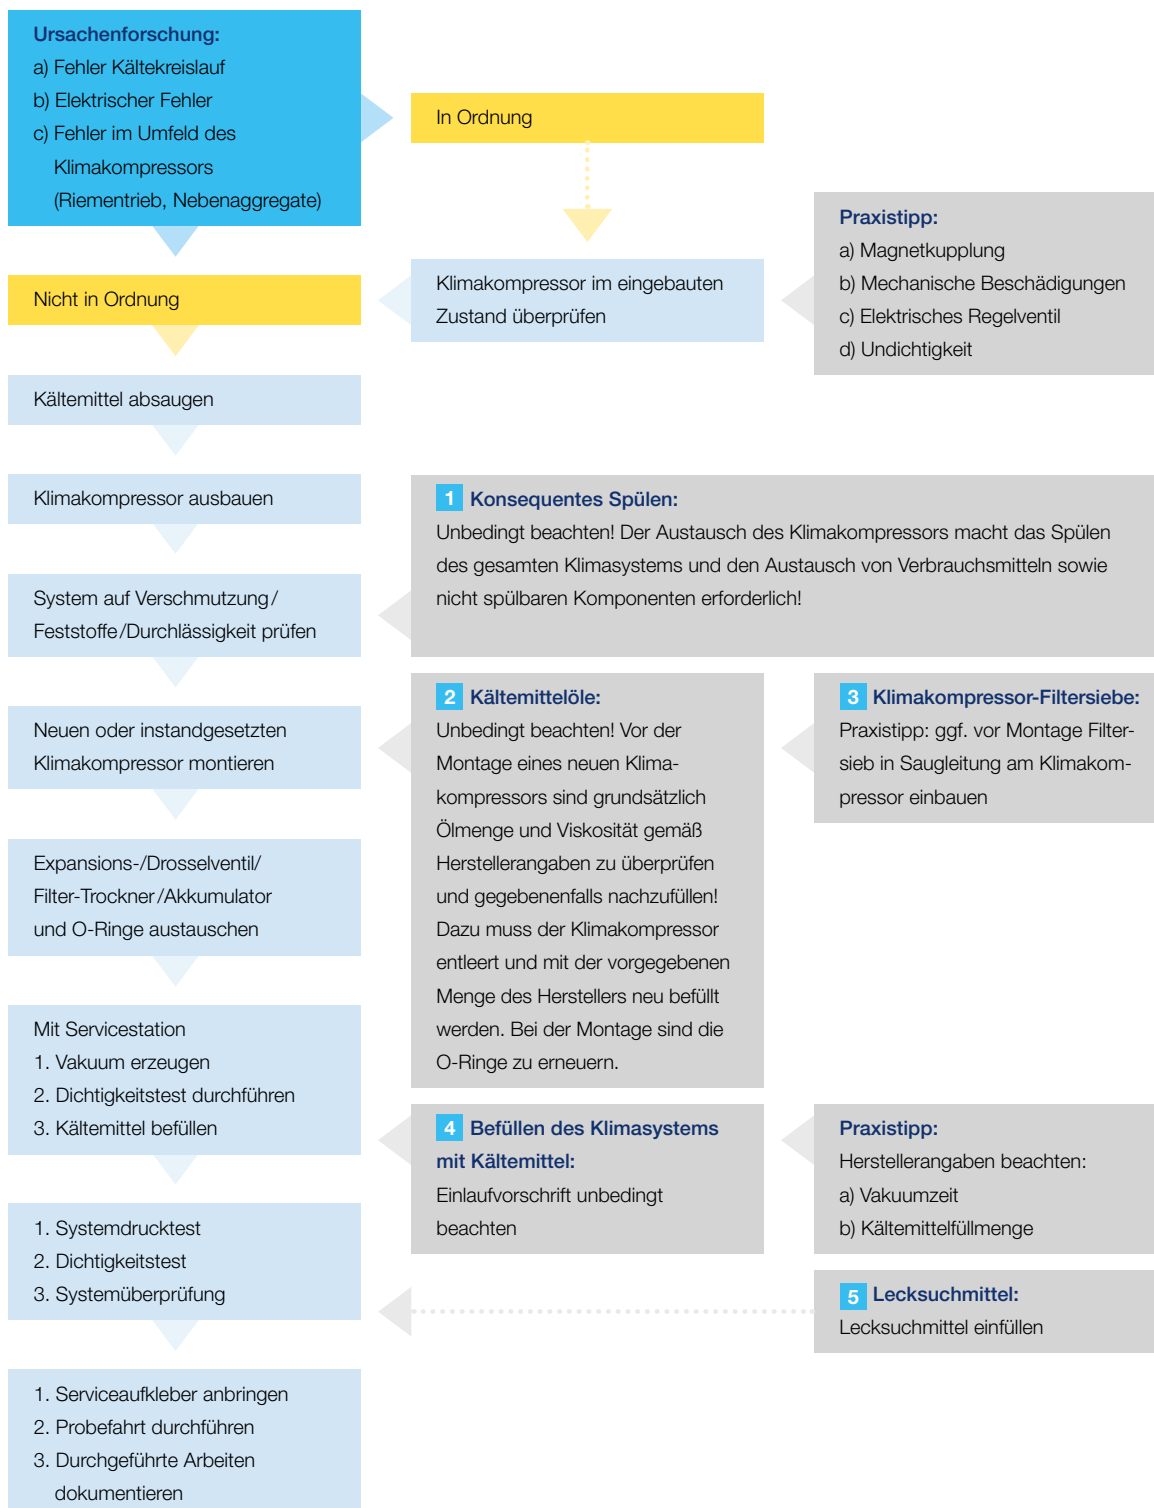 Ursachenforschung:
a) Fehler Kältekreislauf
b) Elektrischer Fehler
c) Fehler im Umfeld des
Klimakompressors
(Riementrieb, Nebenaggregate)
In Ordnung
Nicht in Ordnung
Klimakompressor im eingebauten
Zustand überprüfen
Praxistipp:
a) Magnetkupplung
b) Mechanische Beschädigungen
c) Elektrisches Regelventil
d) Undichtigkeit
Kältemittel absaugen
Klimakompressor ausbauen
System auf Verschmutzung/
Feststoffe/Durchlässigkeit prüfen
1 Konsequentes Spülen:
Unbedingt beachten! Der Austausch des Klimakompressors macht das Spülen
des gesamten Klimasystems und den Austausch von Verbrauchsmitteln sowie
nicht spülbaren Komponenten erforderlich!
Neuen oder instandgesetzten
Klimakompressor montieren
2 Kältemittelöle:
Unbedingt beachten! Vor der
Montage eines neuen Klima-
kompressors sind grundsätzlich
Ölmenge und Viskosität gemäß
Herstellerangaben zu überprüfen
und gegebenenfalls nachzufüllen!
Dazu muss der Klimakompressor
entleert und mit der vorgegebenen
Menge des Herstellers neu befüllt
werden. Bei der Montage sind die
O-Ringe zu erneuern.
3 Klimakompressor-Filtersiebe:
Praxistipp: ggf. vor Montage Filter-
sieb in Saugleitung am Klimakom-
pressor einbauen
Expansions-/Drosselventil/
Filter-Trockner/Akkumulator
und O-Ringe austauschen
Mit Servicestation
1. Vakuum erzeugen
2. Dichtigkeitstest durchführen
3. Kältemittel befüllen
4 Befüllen des Klimasystems
mit Kältemittel:
Einlaufvorschrift unbedingt
beachten
Praxistipp:
Herstellerangaben beachten:
a) Vakuumzeit
b) Kältemittelfüllmenge
1. Systemdrucktest
2. Dichtigkeitstest
3. Systemüberprüfung
5 Lecksuchmittel:
Lecksuchmittel einfüllen
1. Serviceaufkleber anbringen
2. Probefahrt durchführen
3. Durchgeführte Arbeiten
dokumentieren